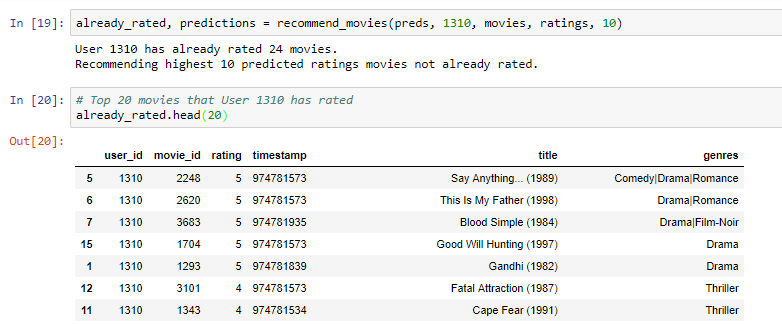 In [19]: already_rated, predictions = recommend_movies(preds, 1310, movies, ratings, 10)
User 1310 has already rated 24 movies.
Recommending highest 10 predicted ratings movies not already rated.
In [20]: # Top 20 movies that User 1310 has rated
already_rated.head(20)
Out[20]:
user_id movie_id rating timestamp title genres
5 1310 2248 5 974781573 Say Anything... (1989) Comedy|Drama|Romance
6 1310 2620 5 974781573 This Is My Father (1998) Drama|Romance
7 1310 3683 5 974781935 Blood Simple (1984) Drama|Film-Noir
15 1310 1704 5 974781573 Good Will Hunting (1997) Drama
1 1310 1293 5 974781839 Gandhi (1982) Drama
12 1310 3101 4 974781573 Fatal Attraction (1987) Thriller
11 1310 1343 4 974781534 Cape Fear (1991) Thriller